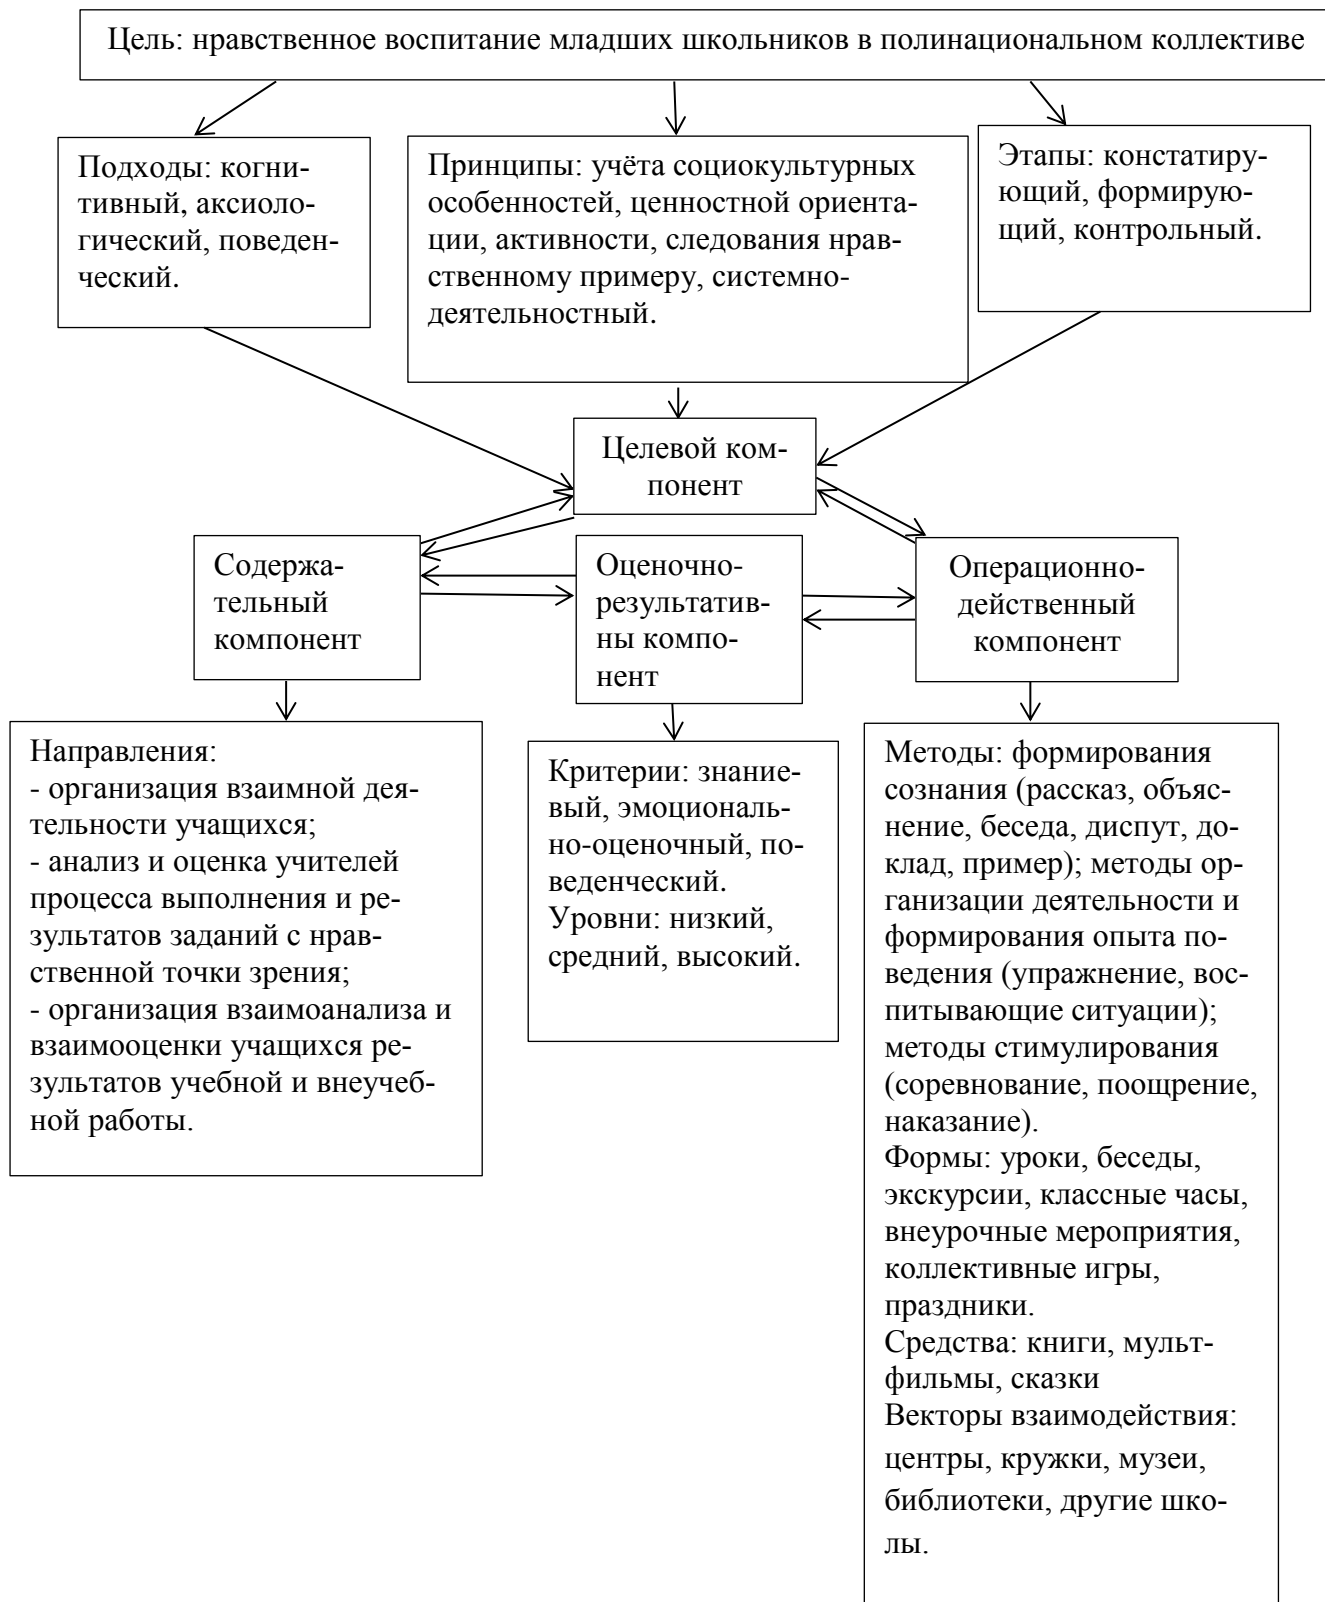 Цель: нравственное воспитание младших школьников в полинациональном коллективе
Подходы: когни-
тивный, аксиоло-
гический, поведен-
ческий.
Принципы: учёта социокультурных
особенностей, ценностной ориента-
ции, активности, следования нрав-
ственному примеру, системно-
деятельностный.
Этапы: констатиру-
ющий, формирую-
щий, контрольный.
Целевой ком-
понент
Содержа-
тельный
компонент
Оценочно-
результатив-
ны компо-
нент
Операционно-
действенный
компонент
Направления:
- организация взаимной дея-
тельности учащихся;
- анализ и оценка учителей
процесса выполнения и ре-
зультатов заданий с нрав-
ственной точки зрения;
- организация взаимоанализа и
взаимооценки учащихся ре-
зультатов учебной и внеучеб-
ной работы.
Критерии: знание-
вый, эмоциональ-
но-оценочный, по-
веденческий.
Уровни: низкий,
средний, высокий.
Методы: формирования
сознания (рассказ, объяс-
нение, беседа, диспут, до-
клад, пример); методы ор-
ганизации деятельности и
формирования опыта по-
ведения (упражнение, вос-
питывающие ситуации);
методы стимулирования
(соревнование, поощрение,
наказание).
Формы: уроки, беседы,
экскурсии, классные часы,
внеурочные мероприятия,
коллективные игры,
праздники.
Средства: книги, мульт-
фильмы, сказки
Векторы взаимодействия:
центры, кружки, музеи,
библиотеки, другие шко-
лы.